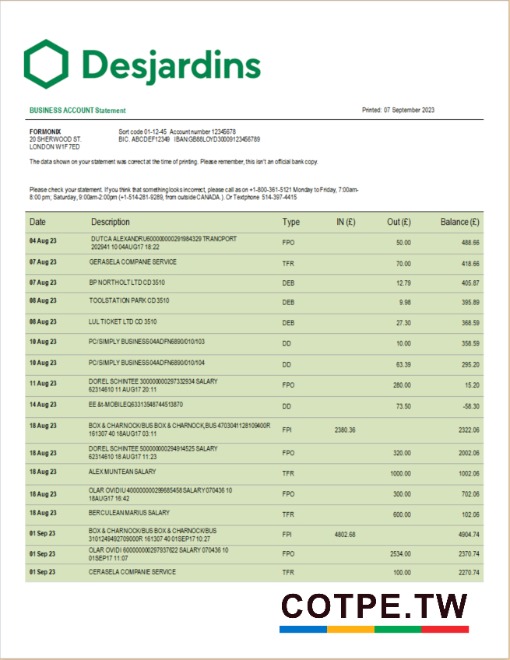 Desjardins
BUSINESS ACCOUNT Statement
Printed: 07 September 2023
FORMONIX
20 SHERWOOD ST.
LONDON W1F 7ED
Sort code 01-12-45 Account number 12345678
BIC. ABCDEF12349 IBANGB88LOYD30009123456789
The data shown on your statement was correct at the time of printing. Please remember, this isn't an official bank copy.
Please check your statement. If you think that something looks incorrect, please call as on +1-800-361-5121 Monday to Friday, 7:00am-
8:00 pm; Saturday, 9:00am-2:00pm (+1-514-281-9289, from outside CANADA ). Or Textphone 514-397-4415
Date Description Type IN (£) Out (£) Balance (£)
04 Aug 23 DUTCA ALEXANDRU600000000291984329 TRANCPORT FPO 50.00 488.66
202941 10 04AUG17 18:22
07 Aug 23 GERASELA COMPANIE SERVICE TFR 70.00 418.66
07 Aug 23 BP NORTHOLT LTD CD 3510 DEB 12.79 405.87
08 Aug 23 TOOLSTATION PARK CD 3510 DEB 9.98 395.89
08 Aug 23 LUL TICKET LTD CD 3510 DEB 27.30 368.59
10 Aug 23 PC/SIMPLY BUSINESS04ADFN6890/010/103 DD 10.00 358.59
10 Aug 23 PC/SIMPLY BUSINESS04ADFN6890/010/104 DD 63.39 295.20
11 Aug 23 DOREL SCHINTEE 300000000297332934 SALARY FPO 280.00 15.20
62314610 11 AUG17 20:11
14 Aug 23 EE &t-MOBILEQ63313548744513870 DD 73.50 -58.30
18 Aug 23 BOX & CHARNOCK/BUS BOX & CHARNOCK,BUS 4703041128109400R FPI 2380.36 2322.06
161307 40 18AUG17 03:11
18 Aug 23 DOREL SCHINTEE 500000000294914525 SALARY FPO 320.00 2002.06
62314610 18 AUG17 11:23
18 Aug 23 ALEX MUNTEAN SALARY TFR 1000.00 1002.06
18 Aug 23 OLAR OVIDIU 400000000299685458 SALARY 070436 10 FPO 300.00 702.06
18AUG17 16:42
18 Aug 23 BERCULEAN MARIUS SALARY TFR 600.00 102.06
01 Sep 23 BOX & CHARNOCK/BUS BOX & CHARNOCK/BUS FPI 4802.68 4904.74
3101249492709000R 161307 40 01SEP17 10:27
01 Sep 23 OLAR OVIDI 600000000287937622 SALARY 070436 10 FPO 2534.00 2370.74
01SEP17 11:07
01 Sep 23 CERASELA COMPANIE SERVICE TFR 100.00 2270.74
COTPE.TW